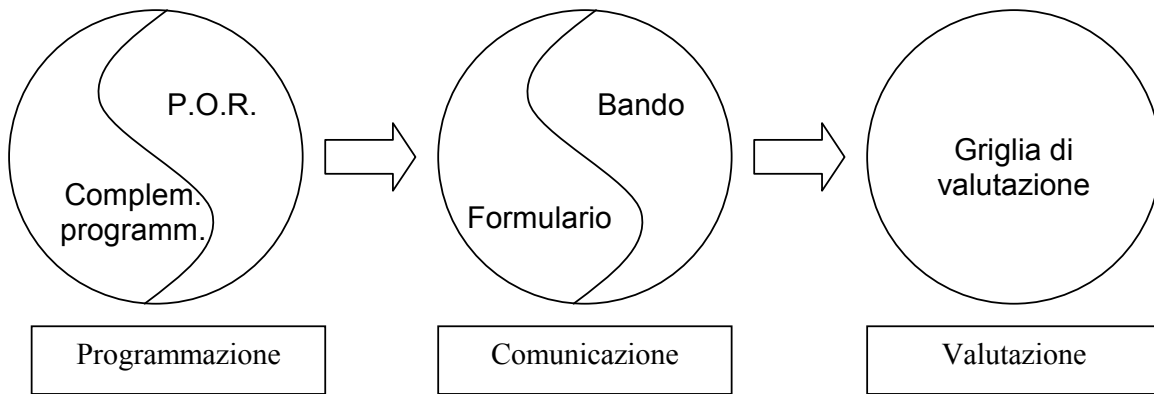 P.O.R.
Complem.
programm.
Bando
Formulario
Griglia di
valutazione
Programmazione
Comunicazione
Valutazione